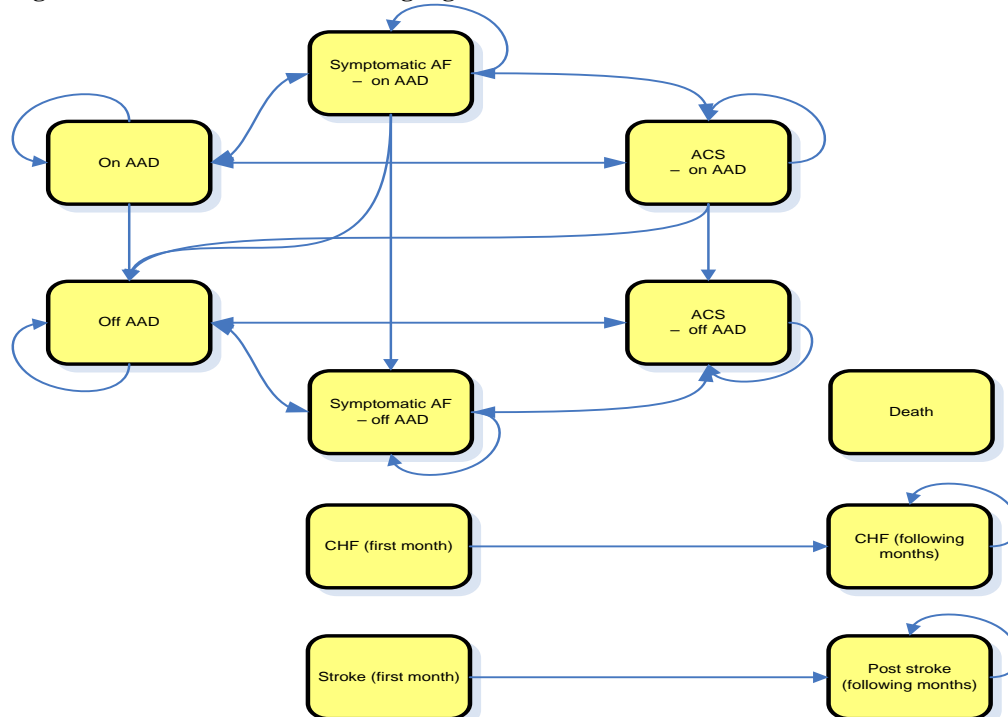 Symptomatic AF
– on AAD
On AAD
ACS
– on AAD
Off AAD
ACS
– off AAD
Symptomatic AF
– off AAD
Death
CHF (first month)
CHF (following
months)
Stroke (first month)
Post stroke
(following months)